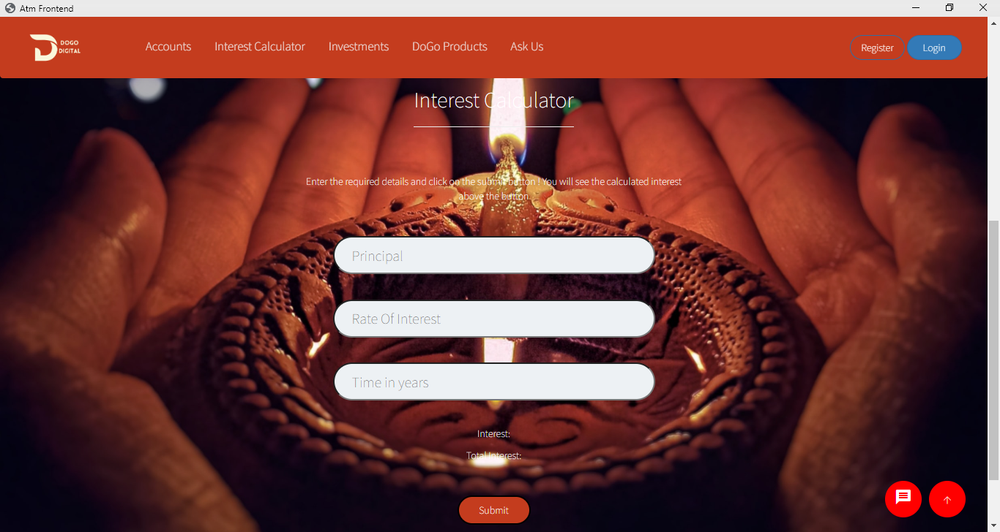 Atm Frontend
DOGO
DIGITAL
Accounts
Interest Calculator
Investments
DoGo Products
Ask Us
Register
Login
Interest Calculator
Enter the required details and click on the submit button ! You will see the calculated interest
above the button.
Principal
Rate Of Interest
Time in years
Interest:
Total Interest:
Submit